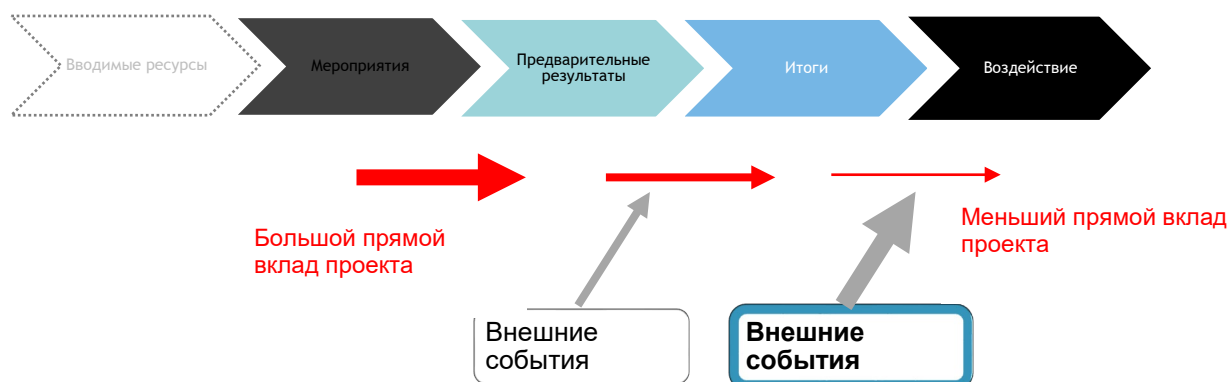 Вводимые ресурсы
Мероприятия
Предварительные
результаты
Итоги
Воздействие
Большой прямой
вклад проекта
Меньший прямой вклад
проекта
Внешние
события
Внешние
события